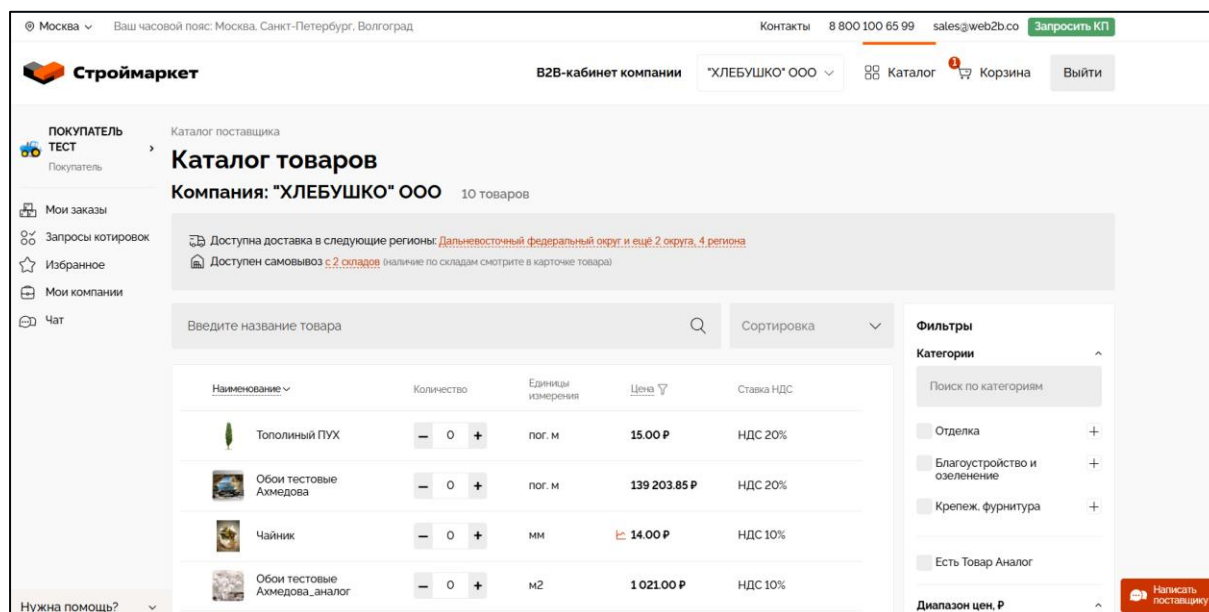 Москва
Ваш часовой пояс: Москва, Санкт-Петербург, Волгоград
Контакты
8 800 100 65 99
sales@web2b.co
Запросить КП
Строймаркет
B2B-кабинет компании
"ХЛЕБУШКО" ООО
Каталог
1
Корзина
Выйти
ПОКУПАТЕЛЬ
ТЕСТ
Покупатель
Мои заказы
Запросы котировок
Избранное
Мои компании
Чат
Нужна помощь?
Каталог поставщика
Каталог товаров
Компания: "ХЛЕБУШКО" ООО 10 товаров
Доступна доставка в следующие регионы: Дальневосточный федеральный округ и ещё 2 округа, 4 региона
Доступен самовывоз с 2 складов (наличие по складам смотрите в карточке товара)
Введите название товара
Сортировка
Наименование
Количество
Единицы
измерения
Цена
Ставка НДС
Тополиный ПУХ
– 0 +
пог. м
15.00 ₽
НДС 20%
Обои тестовые
Ахмедова
– 0 +
пог. м
139 203.85 ₽
НДС 20%
Чайник
– 0 +
мм
14.00 ₽
НДС 10%
Обои тестовые
Ахмедова_аналог
– 0 +
м2
1 021.00 ₽
НДС 10%
Фильтры
Категории
Поиск по категориям
Отделка +
Благоустройство и +
озеленение
Крепеж, фурнитура +
Есть Товар Аналог
Диапазон цен, ₽
Написать
поставщику